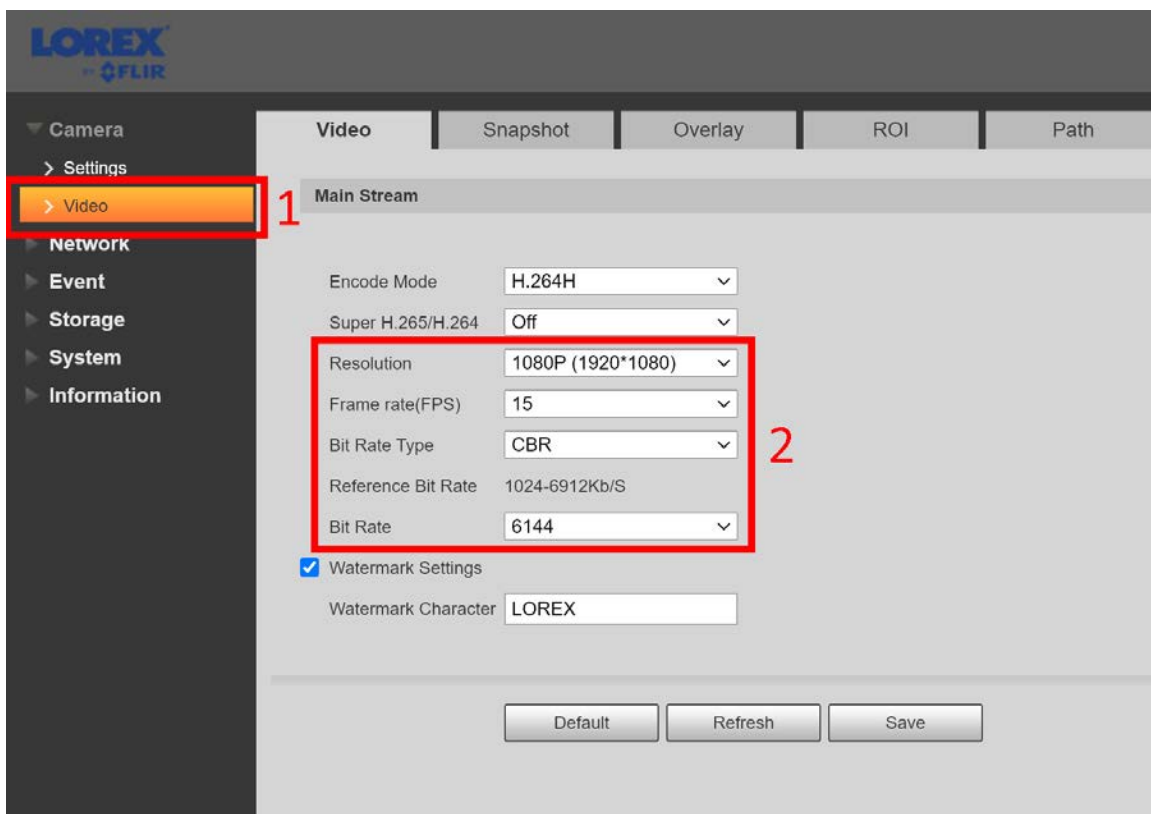 LOREX
BY FLIR
Camera
Settings
Video
Network
Event
Storage
System
Information
1
Video
Snapshot
Overlay
ROI
Path
Main Stream
Encode Mode H.264H
Super H.265/H.264 Off
Resolution 1080P (1920*1080)
Frame rate(FPS) 15
Bit Rate Type CBR
Reference Bit Rate 1024-6912Kb/S
Bit Rate 6144
2
Watermark Settings
Watermark Character LOREX
Default
Refresh
Save